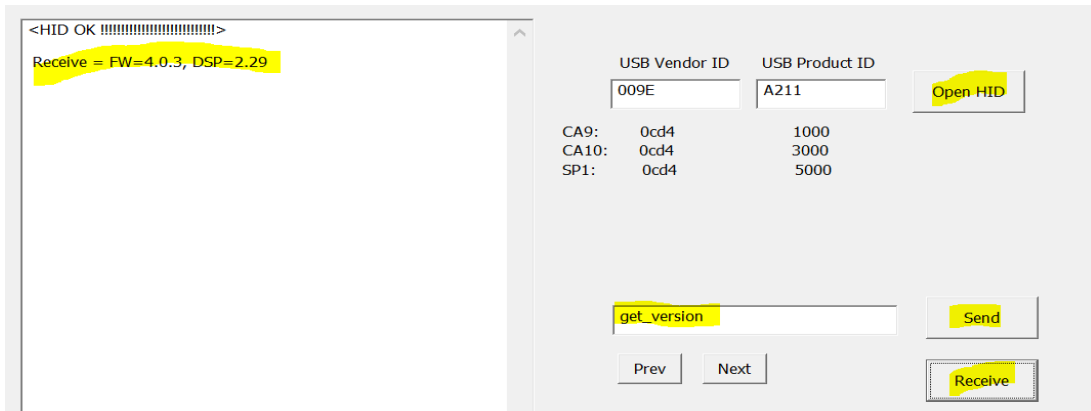 <HID OK !!!!!!!!!!!!!!!!!!!!!!!!!!!>
Receive = FW=4.0.3, DSP=2.29
USB Vendor ID USB Product ID
009E A211 Open HID
CA9: 0cd4 1000
CA10: 0cd4 3000
SP1: 0cd4 5000
get_version Send
Prev Next
Receive